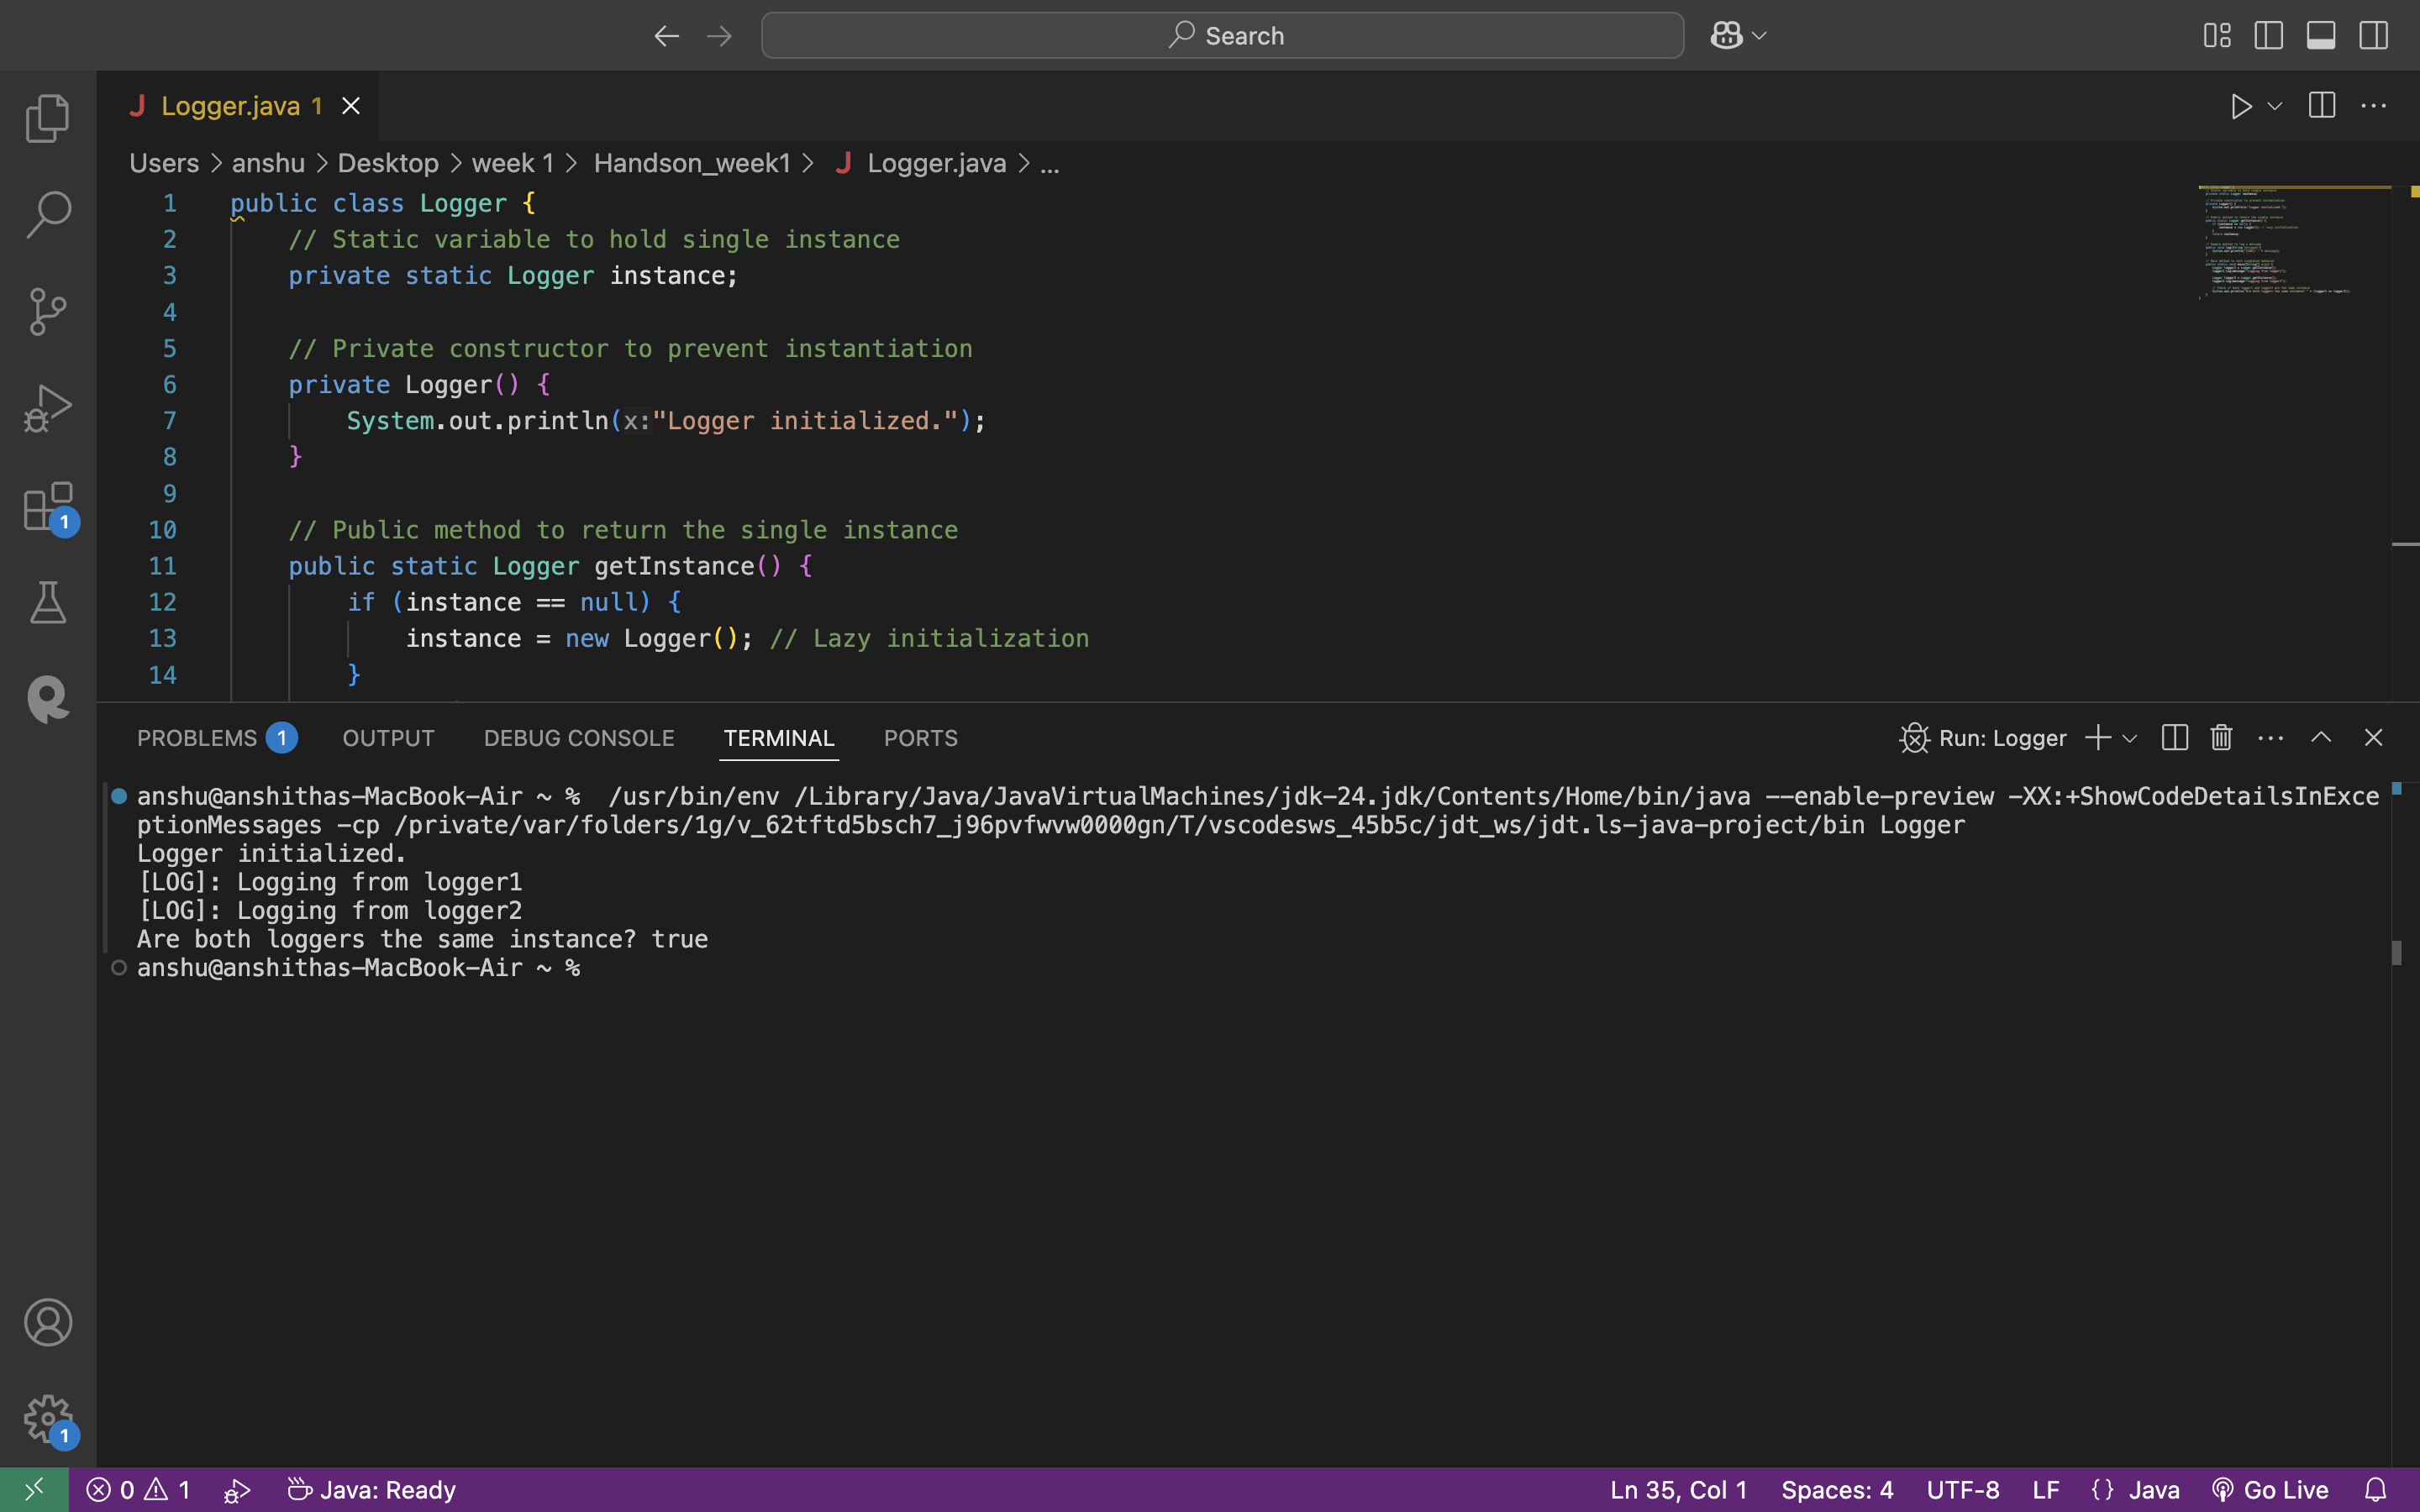 Search
Logger.java 1
Users > anshu > Desktop > week 1 > Handson_week1 > Logger.java > ...
1 public class Logger {
2 // Static variable to hold single instance
3 private static Logger instance;
4
5 // Private constructor to prevent instantiation
6 private Logger() {
7 System.out.println(x:"Logger initialized.");
8 }
9
10 // Public method to return the single instance
11 public static Logger getInstance() {
12 if (instance == null) {
13 instance = new Logger(); // Lazy initialization
14 }
PROBLEMS 1 OUTPUT DEBUG CONSOLE TERMINAL PORTS Run: Logger
anshu@anshithas-MacBook-Air ~ % /usr/bin/env /Library/Java/JavaVirtualMachines/jdk-24.jdk/Contents/Home/bin/java --enable-preview -XX:+ShowCodeDetailsInExce
ptionMessages -cp /private/var/folders/1g/v_62tftd5bsch7_j96pvfwvw0000gn/T/vscodesws_45b5c/jdt_ws/jdt.ls-java-project/bin Logger
Logger initialized.
[LOG]: Logging from logger1
[LOG]: Logging from logger2
Are both loggers the same instance? true
anshu@anshithas-MacBook-Air ~ %
1
1
0 1 Java: Ready Ln 35, Col 1 Spaces: 4 UTF-8 LF {} Java Go Live